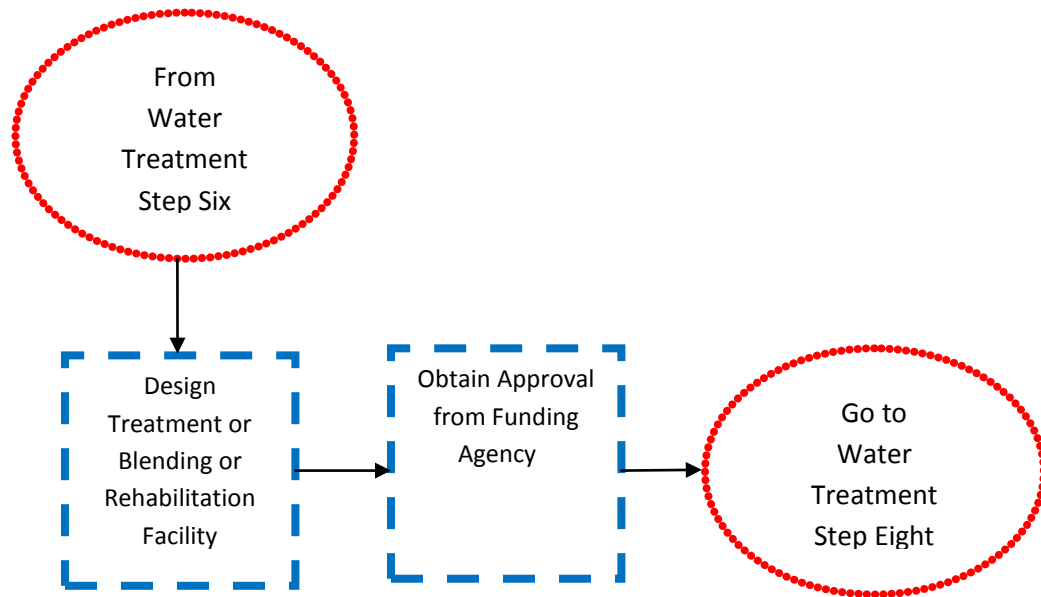 From
Water
Treatment
Step Six
Design
Treatment or
Blending or
Rehabilitation
Facility
Obtain Approval
from Funding
Agency
Go to
Water
Treatment
Step Eight